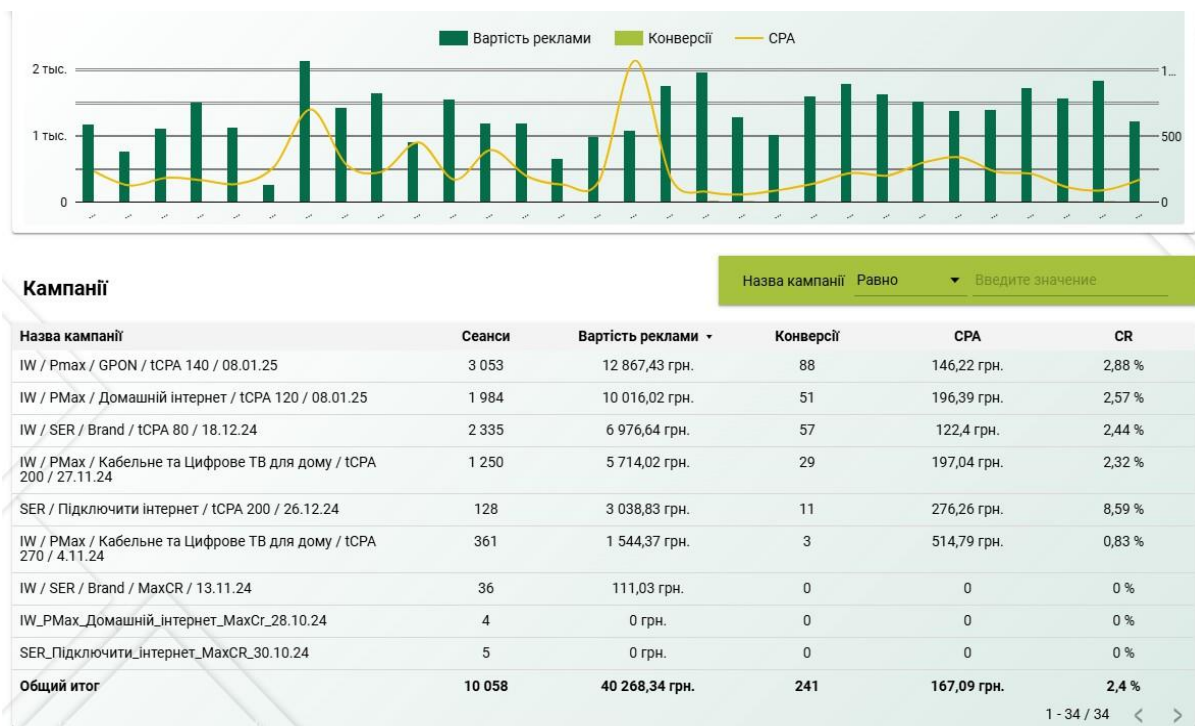 Вартість реклами Конверсії CPA
2 тыс. 1...
1 тыс. 500
0 0
... ... ... ... ... ... ... ... ... ... ... ... ... ... ... ... ... ... ... ... ... ... ... ... ... ... ... ... ... ...
Кампанії
Назва кампанії Равно Введите значение
Назва кампанії Сеанси Вартість реклами Конверсії CPA CR
IW / Pmax / GPON / tCPA 140 / 08.01.25 3 053 12 867,43 грн. 88 146,22 грн. 2,88 %
IW / PMax / Домашній інтернет / tCPA 120 / 08.01.25 1 984 10 016,02 грн. 51 196,39 грн. 2,57 %
IW / SER / Brand / tCPA 80 / 18.12.24 2 335 6 976,64 грн. 57 122,4 грн. 2,44 %
IW / PMax / Кабельне та Цифрове ТВ для дому / tCPA
200 / 27.11.24 1 250 5 714,02 грн. 29 197,04 грн. 2,32 %
SER / Підключити інтернет / tCPA 200 / 26.12.24 128 3 038,83 грн. 11 276,26 грн. 8,59 %
IW / PMax / Кабельне та Цифрове ТВ для дому / tCPA
270 / 4.11.24 361 1 544,37 грн. 3 514,79 грн. 0,83 %
IW / SER / Brand / MaxCR / 13.11.24 36 111,03 грн. 0 0 0 %
IW_PMax_Домашній_інтернет_MaxCr_28.10.24 4 0 грн. 0 0 0 %
SER_Підключити_інтернет_MaxCR_30.10.24 5 0 грн. 0 0 0 %
Общий итог 10 058 40 268,34 грн. 241 167,09 грн. 2,4 %
1 - 34 / 34 < >